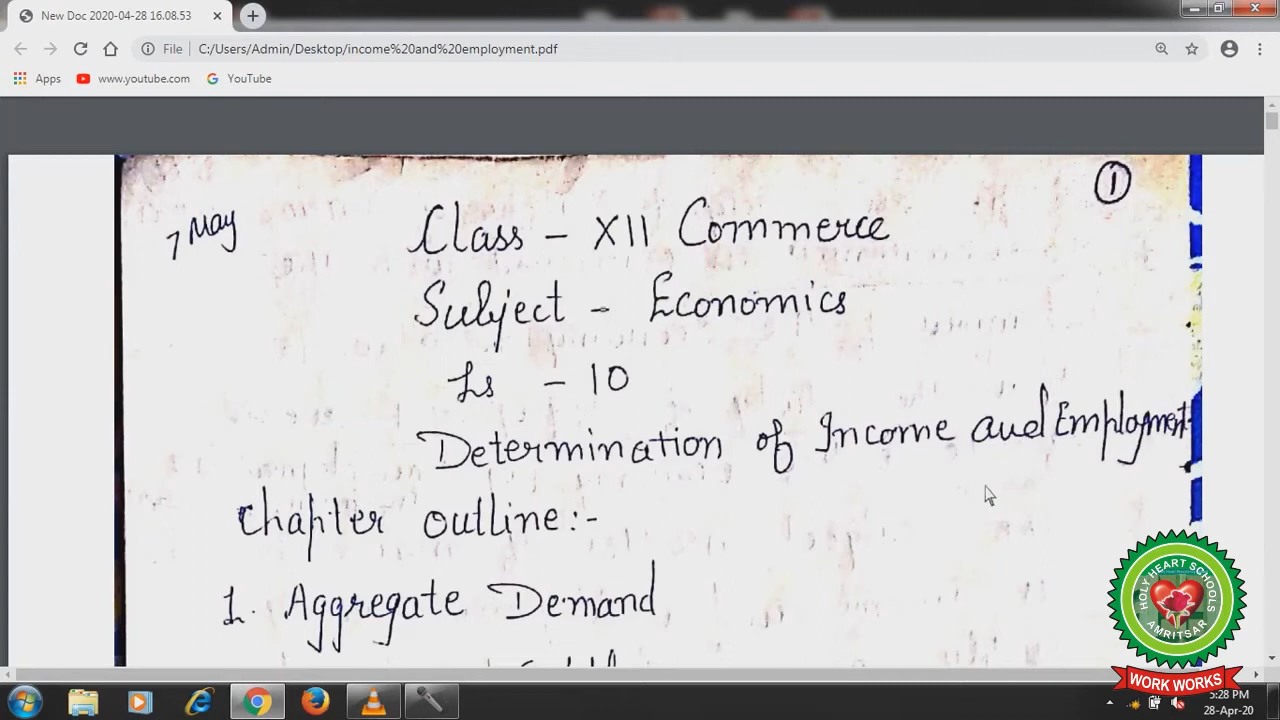 New Doc 2020-04-28 16.08.53
File C:/Users/Admin/Desktop/income%20and%20employment.pdf
Apps www.youtube.com YouTube
1
7 May
Class - XII Commerce
Subject - Economics
Ls - 10
Determination of Income and Employment
Chapter outline:-
1. Aggregate Demand
HOLY HEART SCHOOLS
AMRITSAR
WORK WORKS
5:28 PM
28-Apr-20